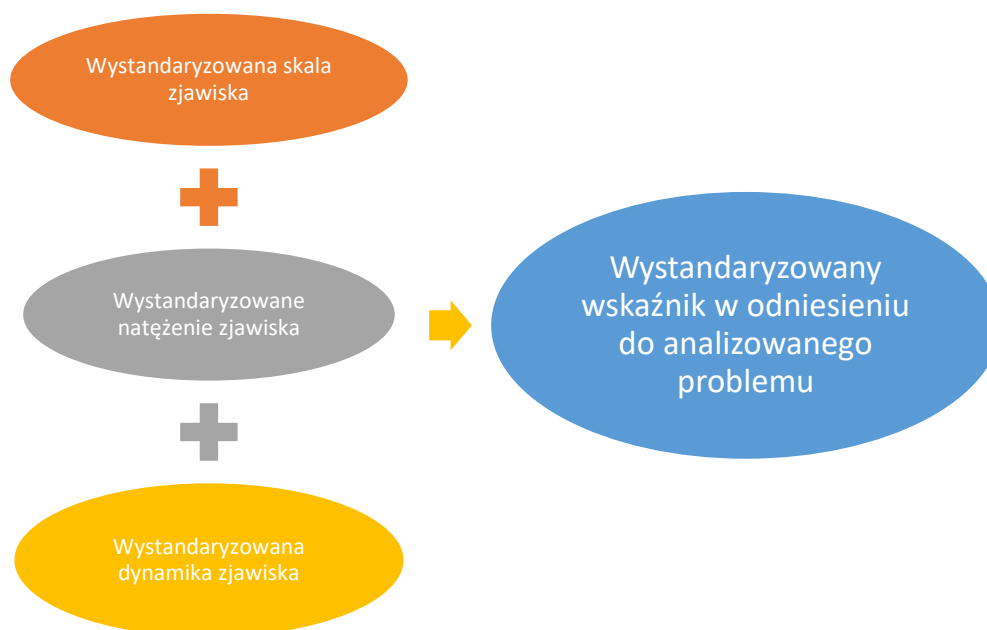 Wystandaryzowana skala
zjawiska
Wystandaryzowane
natężenie zjawiska
Wystandaryzowana
dynamika zjawiska
Wystandaryzowany
wskaźnik w odniesieniu
do analizowanego
problemu